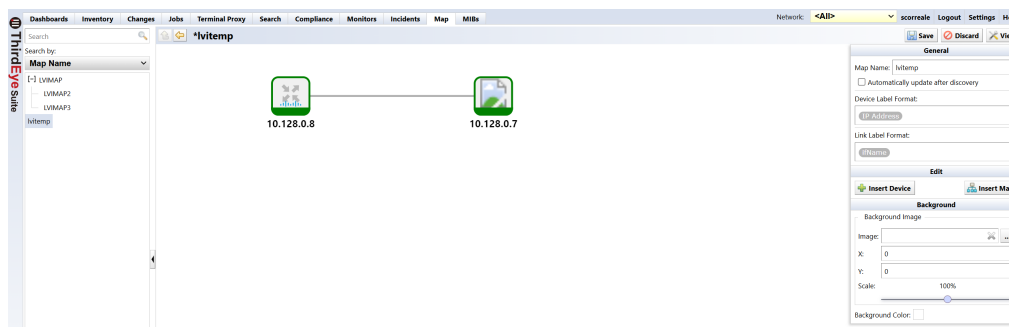 Dashboards Inventory Changes Jobs Terminal Proxy Search Compliance Monitors Incidents Map MIBs
Network: <All> scorreale Logout Settings
ThirdEye Suite
Search
Search by:
Map Name
[-] LVIMAP
LVIMAP2
LVIMAP3
lvitemp
*lvitemp
Save Discard
10.128.0.8
10.128.0.7
General
Map Name: lvitemp
Automatically update after discovery
Device Label Format:
IP Address
Link Label Format:
ifName
Edit
Insert Device Insert Ma
Background
Background Image
Image: ...
X: 0
Y: 0
Scale: 100%
Background Color: